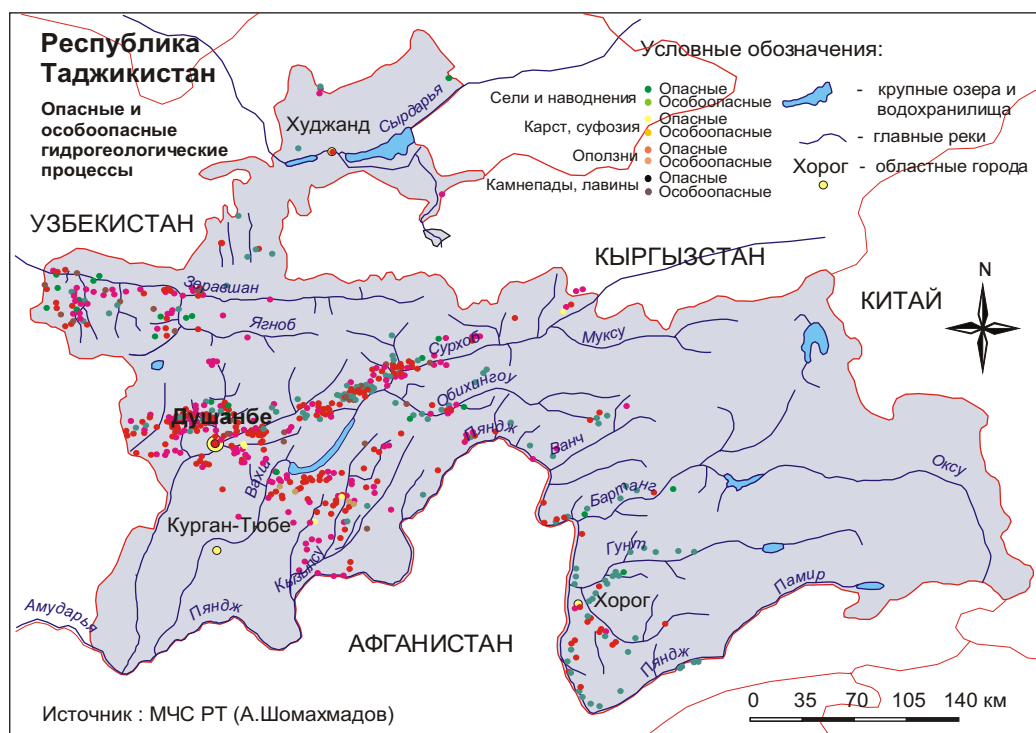 Республика
Таджикистан
Опасные и
особоопасные
гидрогеологические
процессы
Условные обозначения:
Сели и наводнения
Опасные
Особоопасные
Карст, суфозия
Опасные
Особоопасные
Оползни
Опасные
Особоопасные
Камнепады, лавины
Опасные
Особоопасные
- крупные озера и
водохранилища
- главные реки
Хорог - областные города
Худжанд
Сырдарья
УЗБЕКИСТАН
КЫРГЫЗСТАН
КИТАЙ
N
Зеравшан
Ягноб
Сурхоб
Муксу
Обихингоу
Душанбе
Пяндж
Ванч
Вахш
Бартанг
Оксу
Курган-Тюбе
Гунт
Кызылсу
Хорог
Памир
Амударья
Пяндж
АФГАНИСТАН
Пяндж
0 35 70 105 140 км
Источник : МЧС РТ (А.Шомахмадов)